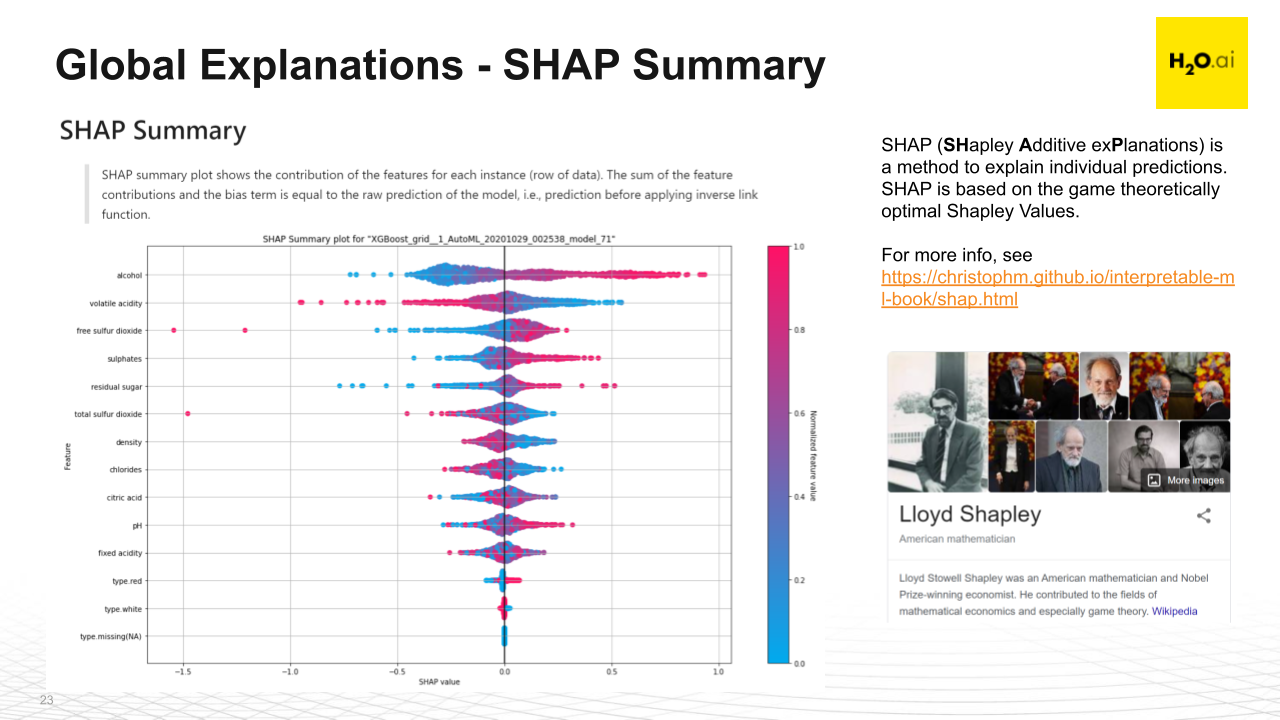 Global Explanations - SHAP Summary
H2O.ai
SHAP Summary
SHAP summary plot shows the contribution of the features for each instance (row of data). The sum of the feature
contributions and the bias term is equal to the raw prediction of the model, i.e., prediction before applying inverse link
function.
SHAP Summary plot for "XGBoost_grid__1_AutoML_20201029_002538_model_71"
alcohol
volatile acidity
free sulfur dioxide
sulphates
residual sugar
total sulfur dioxide
density
chlorides
citric acid
pH
fixed acidity
type.red
type.white
type.missing(NA)
Feature
−1.5
−1.0
−0.5
0.0
0.5
1.0
SHAP value
1.0
0.8
0.6
0.4
0.2
0.0
Normalized feature value
SHAP (SHapley Additive exPlanations) is
a method to explain individual predictions.
SHAP is based on the game theoretically
optimal Shapley Values.
For more info, see
https://christophm.github.io/interpretable-m
l-book/shap.html
More images
Lloyd Shapley
American mathematician
Lloyd Stowell Shapley was an American mathematician and Nobel
Prize-winning economist. He contributed to the fields of
mathematical economics and especially game theory. Wikipedia
23